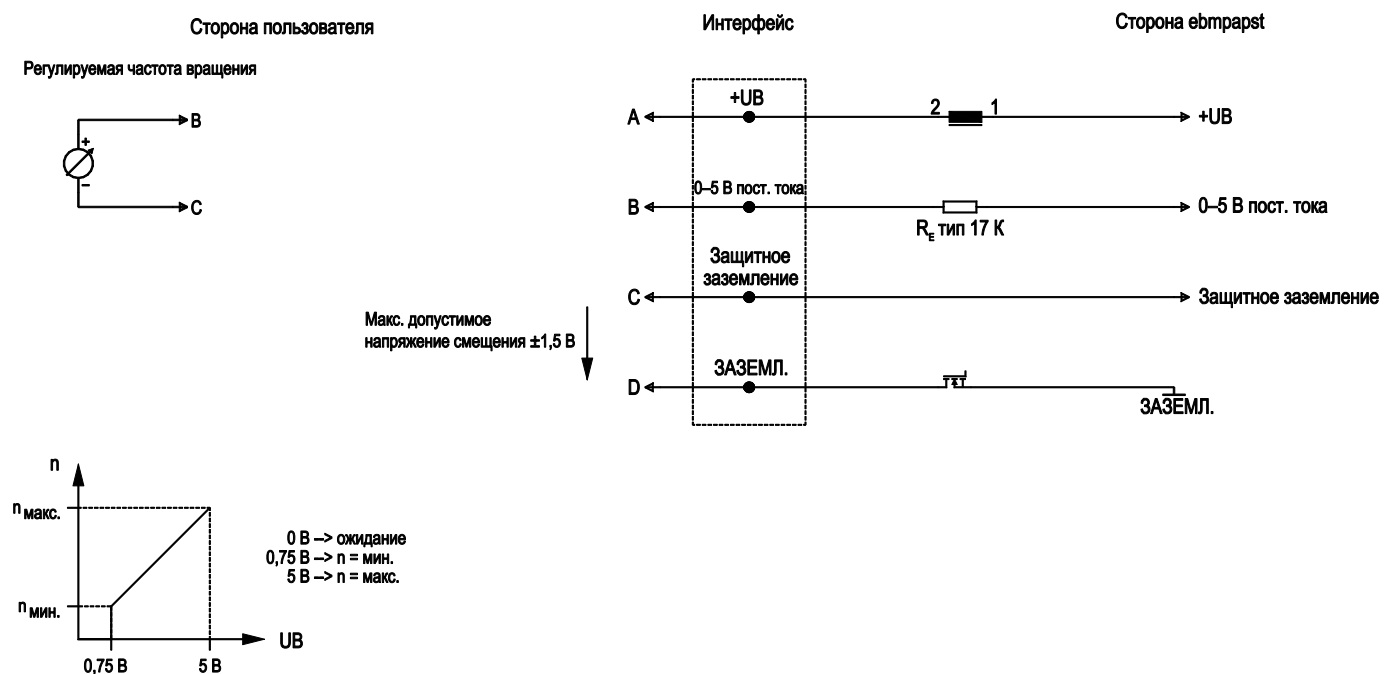 Сторона пользователя
Интерфейс
Сторона ebmpapst
Регулируемая частота вращения
B
+
–
C
A
+UB
2
1
+UB
B
0–5 В пост. тока
0–5 В пост. тока
RE тип 17 К
Защитное
заземление
C
Защитное заземление
Макс. допустимое
напряжение смещения ±1,5 В
D
ЗАЗЕМЛ.
ЗАЗЕМЛ.
n
n макс.
n мин.
0 В –> ожидание
0,75 В –> n = мин.
5 В –> n = макс.
UB
0,75 В
5 В